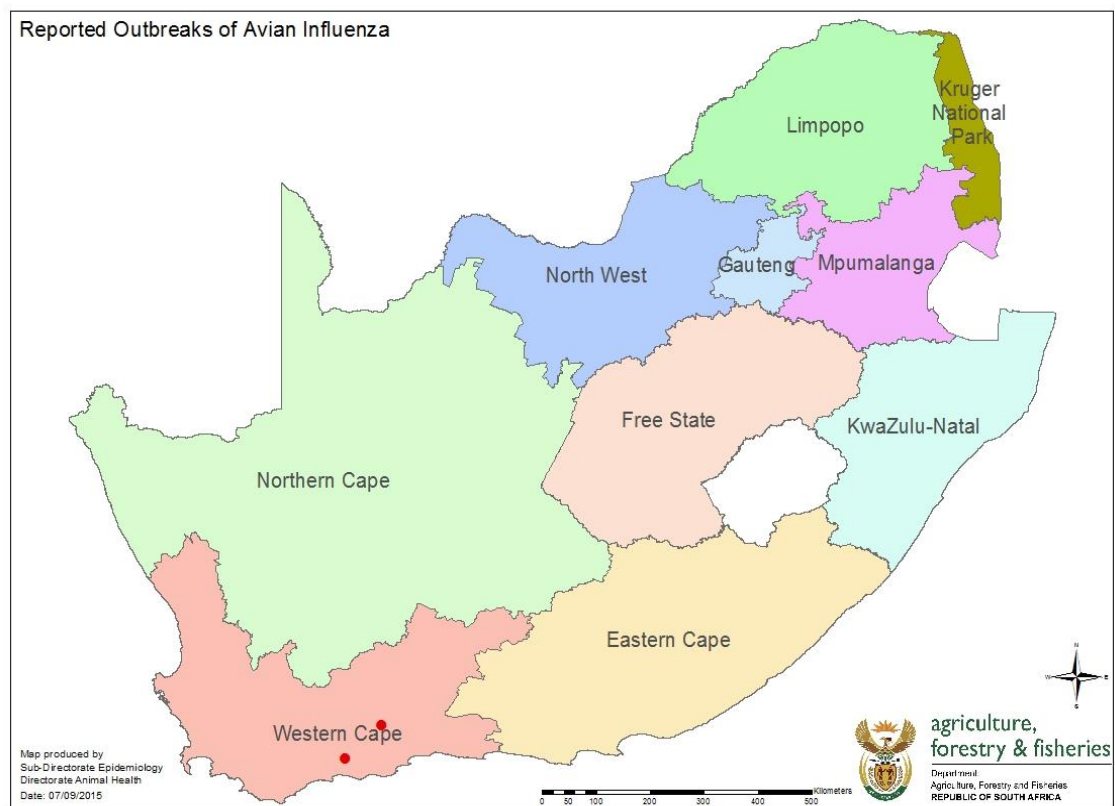 Reported Outbreaks of Avian Influenza
Kruger
National
Park
Limpopo
North West
Gauteng
Mpumalanga
Free State
KwaZulu-Natal
Northern Cape
Eastern Cape
Western Cape
N
W E
S
Map produced by
Sub-Directorate Epidemiology
Directorate Animal Health
Date: 07/09/2015
Kilometers
0 50 100 200 300 400 500
agriculture,
forestry & fisheries
Department:
Agriculture, Forestry and Fisheries
REPUBLIC OF SOUTH AFRICA